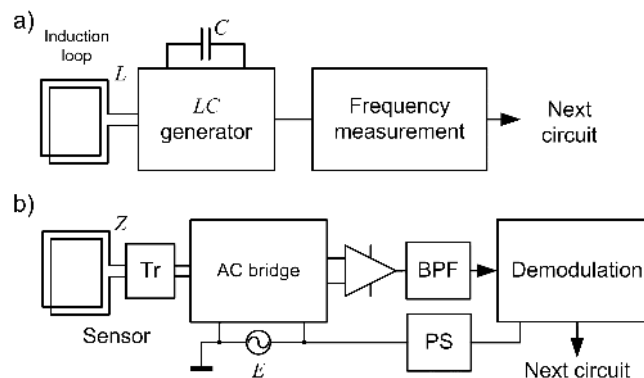 a)
Induction
loop
L
C
LC
generator
Frequency
measurement
Next
circuit
b)
Z
Tr
AC bridge
BPF
Demodulation
Sensor
E
PS
Next circuit